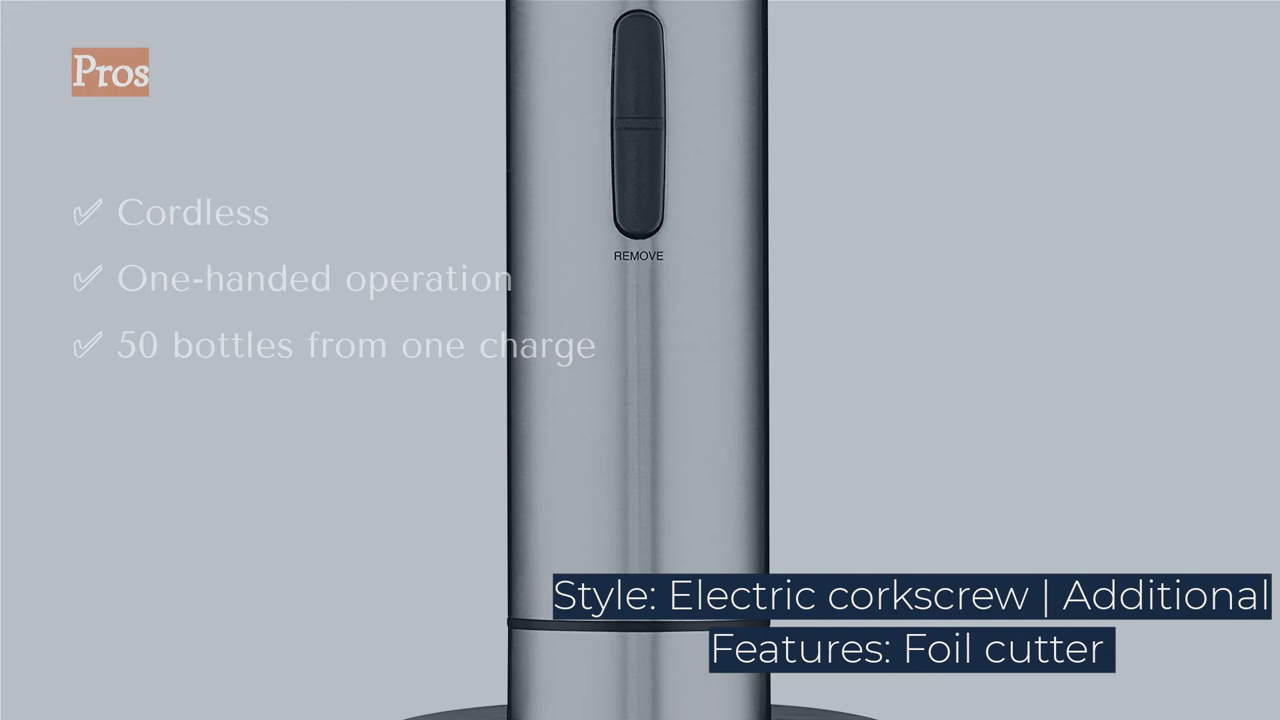 Pros
✓ Cordless
✓ One-handed operation
✓ 50 bottles from one charge
REMOVE
Style: Electric corkscrew | Additional
Features: Foil cutter